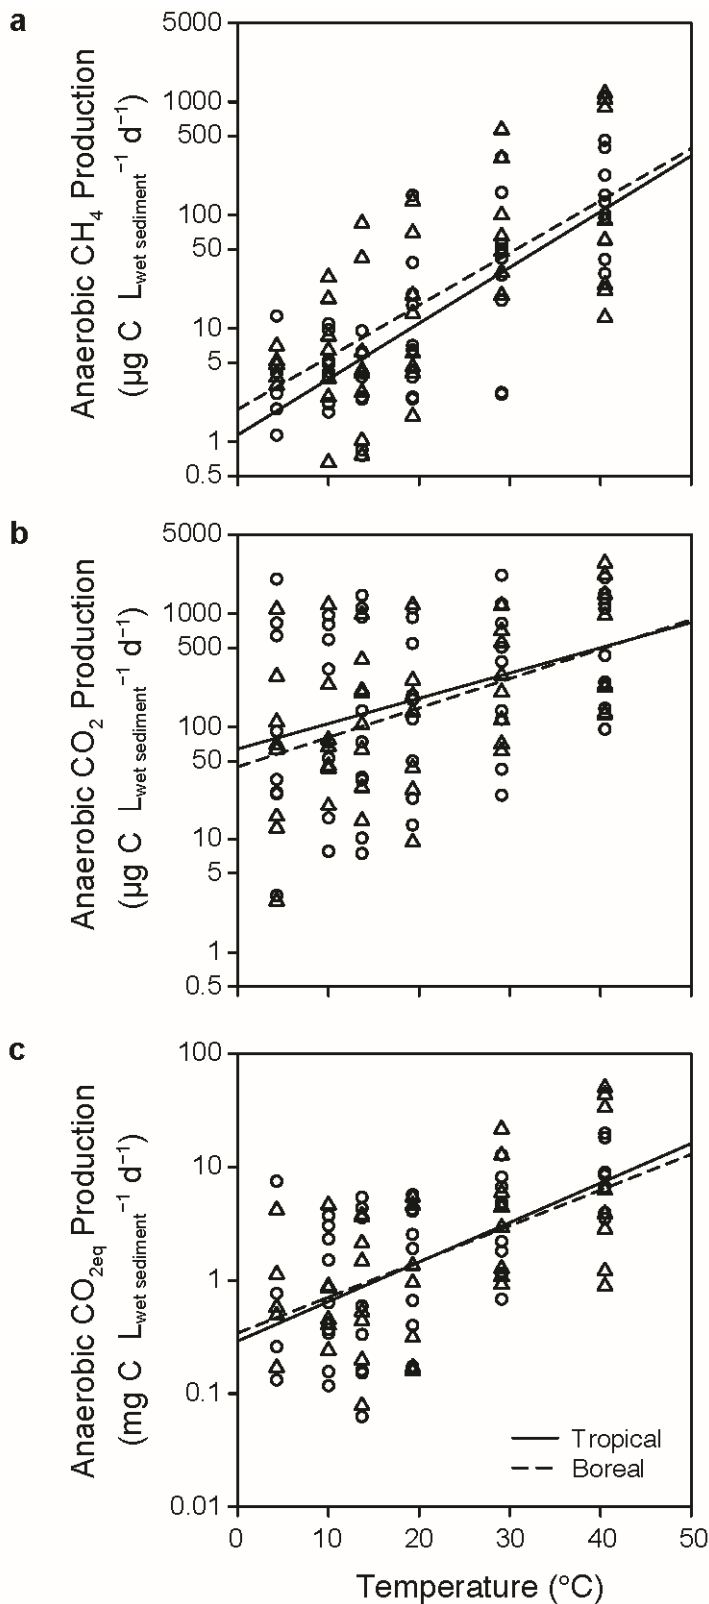 a
Anaerobic CH4 Production
(µg C Lwet sediment−1 d−1)
5000
1000
500
100
50
10
5
1
0.5
b
Anaerobic CO2 Production
(µg C Lwet sediment−1 d−1)
5000
1000
500
100
50
10
5
1
0.5
c
Anaerobic CO2eq Production
(mg C Lwet sediment−1 d−1)
100
10
1
0.1
0.01
Tropical
Boreal
0 10 20 30 40 50
Temperature (°C)